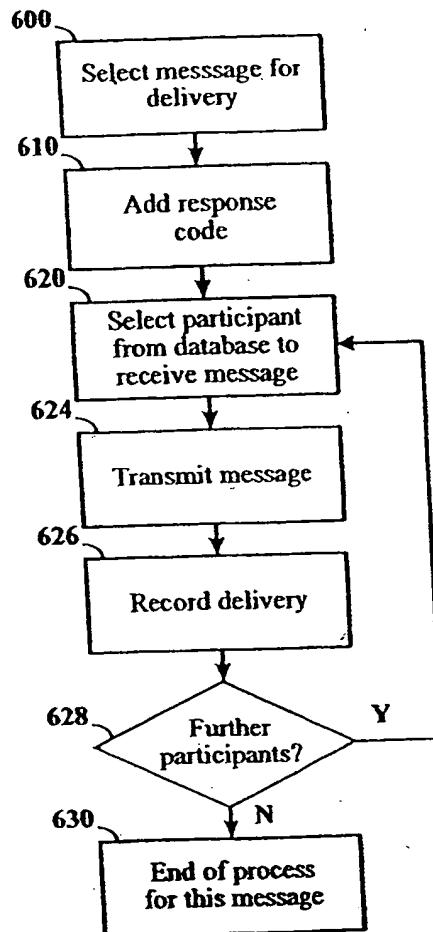 600
Select messsage for
delivery
610
Add response
code
620
Select participant
from database to
receive message
624
Transmit message
626
Record delivery
628
Further
participants?
Y
N
630
End of process
for this message